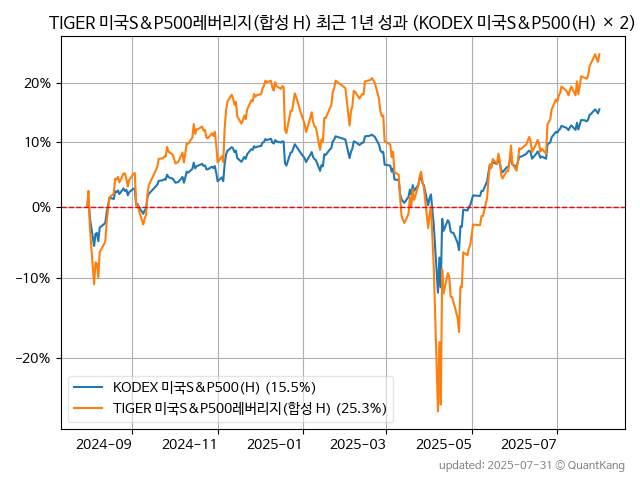 TIGER 미국S&P500레버리지(합성 H) 최근 1년 성과 (KODEX 미국S&P500(H) × 2)
20%
10%
0%
−10%
−20%
KODEX 미국S&P500(H) (15.5%)
TIGER 미국S&P500레버리지(합성 H) (25.3%)
2024−09 2024−11 2025−01 2025−03 2025−05 2025−07
updated: 2025-07-31 © QuantKang